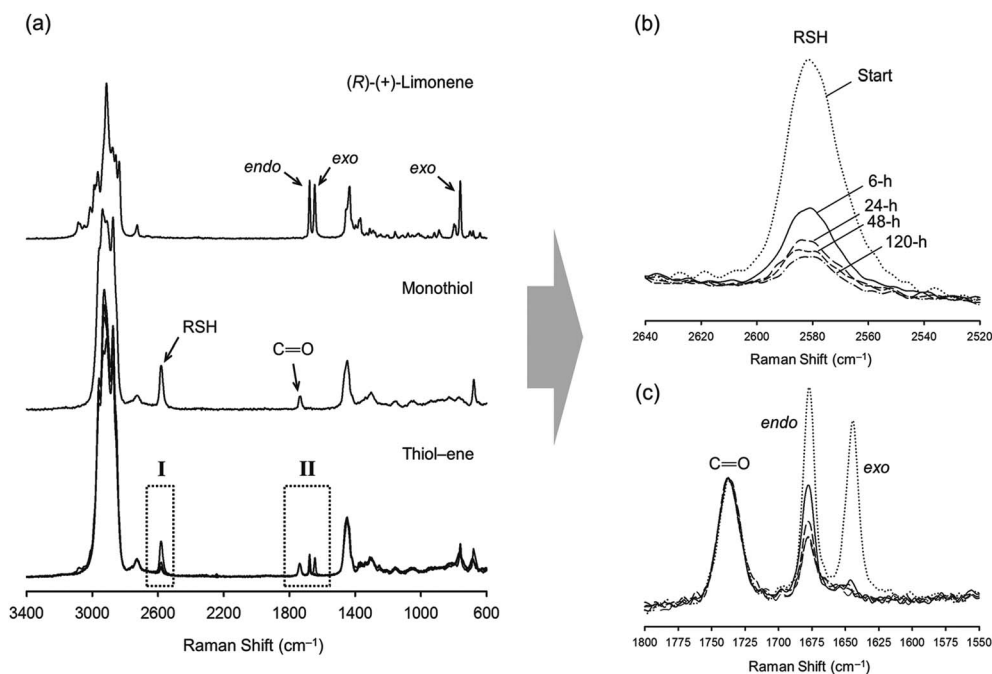 (a)
(R)-(+)-Limonene
endo
exo
exo
Monothiol
RSH
C=O
Thiol–ene
I
II
3400 3000 2600 2200 1800 1400 1000 600
Raman Shift (cm⁻¹)
(b)
RSH
Start
6-h
24-h
48-h
120-h
2640 2620 2600 2580 2560 2540 2520
Raman Shift (cm⁻¹)
(c)
endo
C=O
exo
1800 1775 1750 1725 1700 1675 1650 1625 1600 1575 1550
Raman Shift (cm⁻¹)